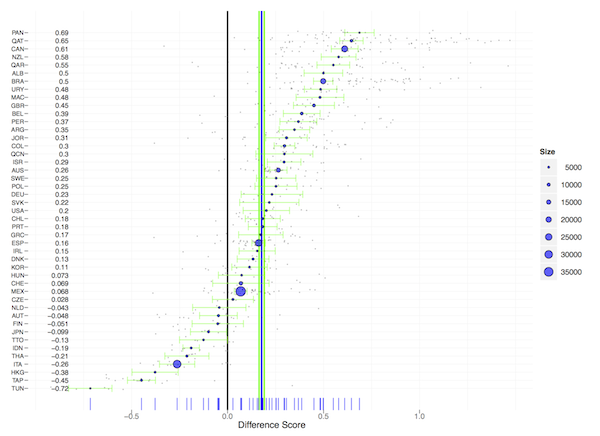 PAN 0.69
QAT 0.65
CAN 0.61
NZL 0.58
QAR 0.55
ALB 0.5
BRA 0.5
URY 0.48
MAC 0.48
GBR 0.45
BEL 0.39
PER 0.37
ARG 0.35
JOR 0.31
COL 0.3
QCN 0.3
ISR 0.29
AUS 0.26
SWE 0.25
POL 0.25
DEU 0.23
SVK 0.22
USA 0.2
CHL 0.18
PRT 0.18
GRC 0.17
ESP 0.16
IRL 0.15
DNK 0.13
KOR 0.11
HUN 0.073
CHE 0.069
MEX 0.068
CZE 0.028
NLD -0.043
AUT -0.048
FIN -0.051
JPN -0.099
TTO -0.13
IDN -0.19
THA -0.21
ITA -0.26
HKG -0.38
TAP -0.45
TUN -0.72
-0.5 0.0 0.5 1.0
Difference Score
Size
5000
10000
15000
20000
25000
30000
35000